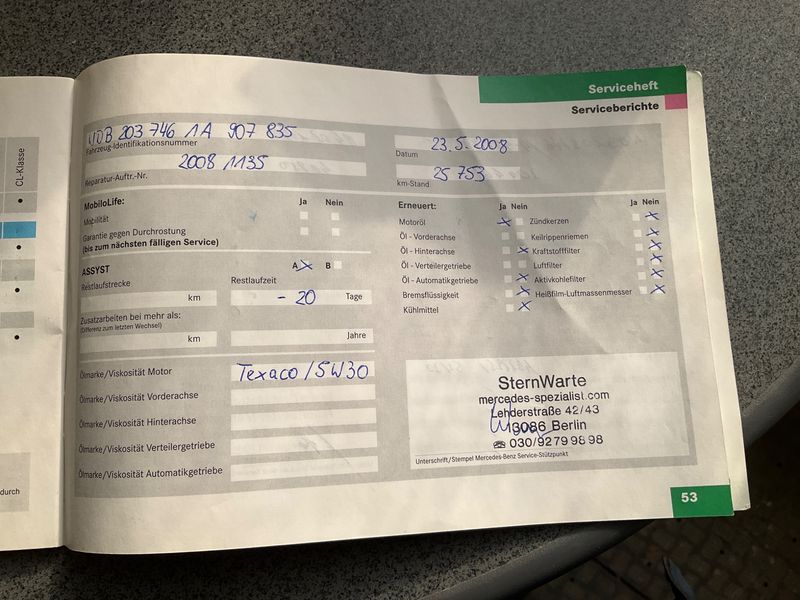 Serviceheft
Serviceberichte
CL-Klasse
WDB 203 746 1A 907 835
Fahrzeug-Identifikationsnummer
2008 1135
Reparatur-Auftr.-Nr.
23.5.2008
Datum
25 753
km-Stand
MobiloLife: Ja Nein
Mobilität
Garantie gegen Durchrostung
(bis zum nächsten fälligen Service)
ASSYST A B
Restlaufstrecke Restlaufzeit
km - 20 Tage
Zusatzarbeiten bei mehr als:
(Differenz zum letzten Wechsel)
km Jahre
Ölmarke/Viskosität Motor Texaco/5W30
Ölmarke/Viskosität Vorderachse
Ölmarke/Viskosität Hinterachse
Ölmarke/Viskosität Verteilergetriebe
Ölmarke/Viskosität Automatikgetriebe
Erneuert: Ja Nein Ja Nein
Motoröl Zündkerzen
Öl - Vorderachse Keilrippenriemen
Öl - Hinterachse Kraftstofffilter
Öl - Verteilergetriebe Luftfilter
Öl - Automatikgetriebe Aktivkohlefilter
Bremsflüssigkeit Heißfilm-Luftmassenmesser
Kühlmittel
SternWarte
mercedes-spezialist.com
Lehderstraße 42/43
13086 Berlin
☎ 030/92 79 98 98
Unterschrift/Stempel Mercedes-Benz Service-Stützpunkt
durch
53